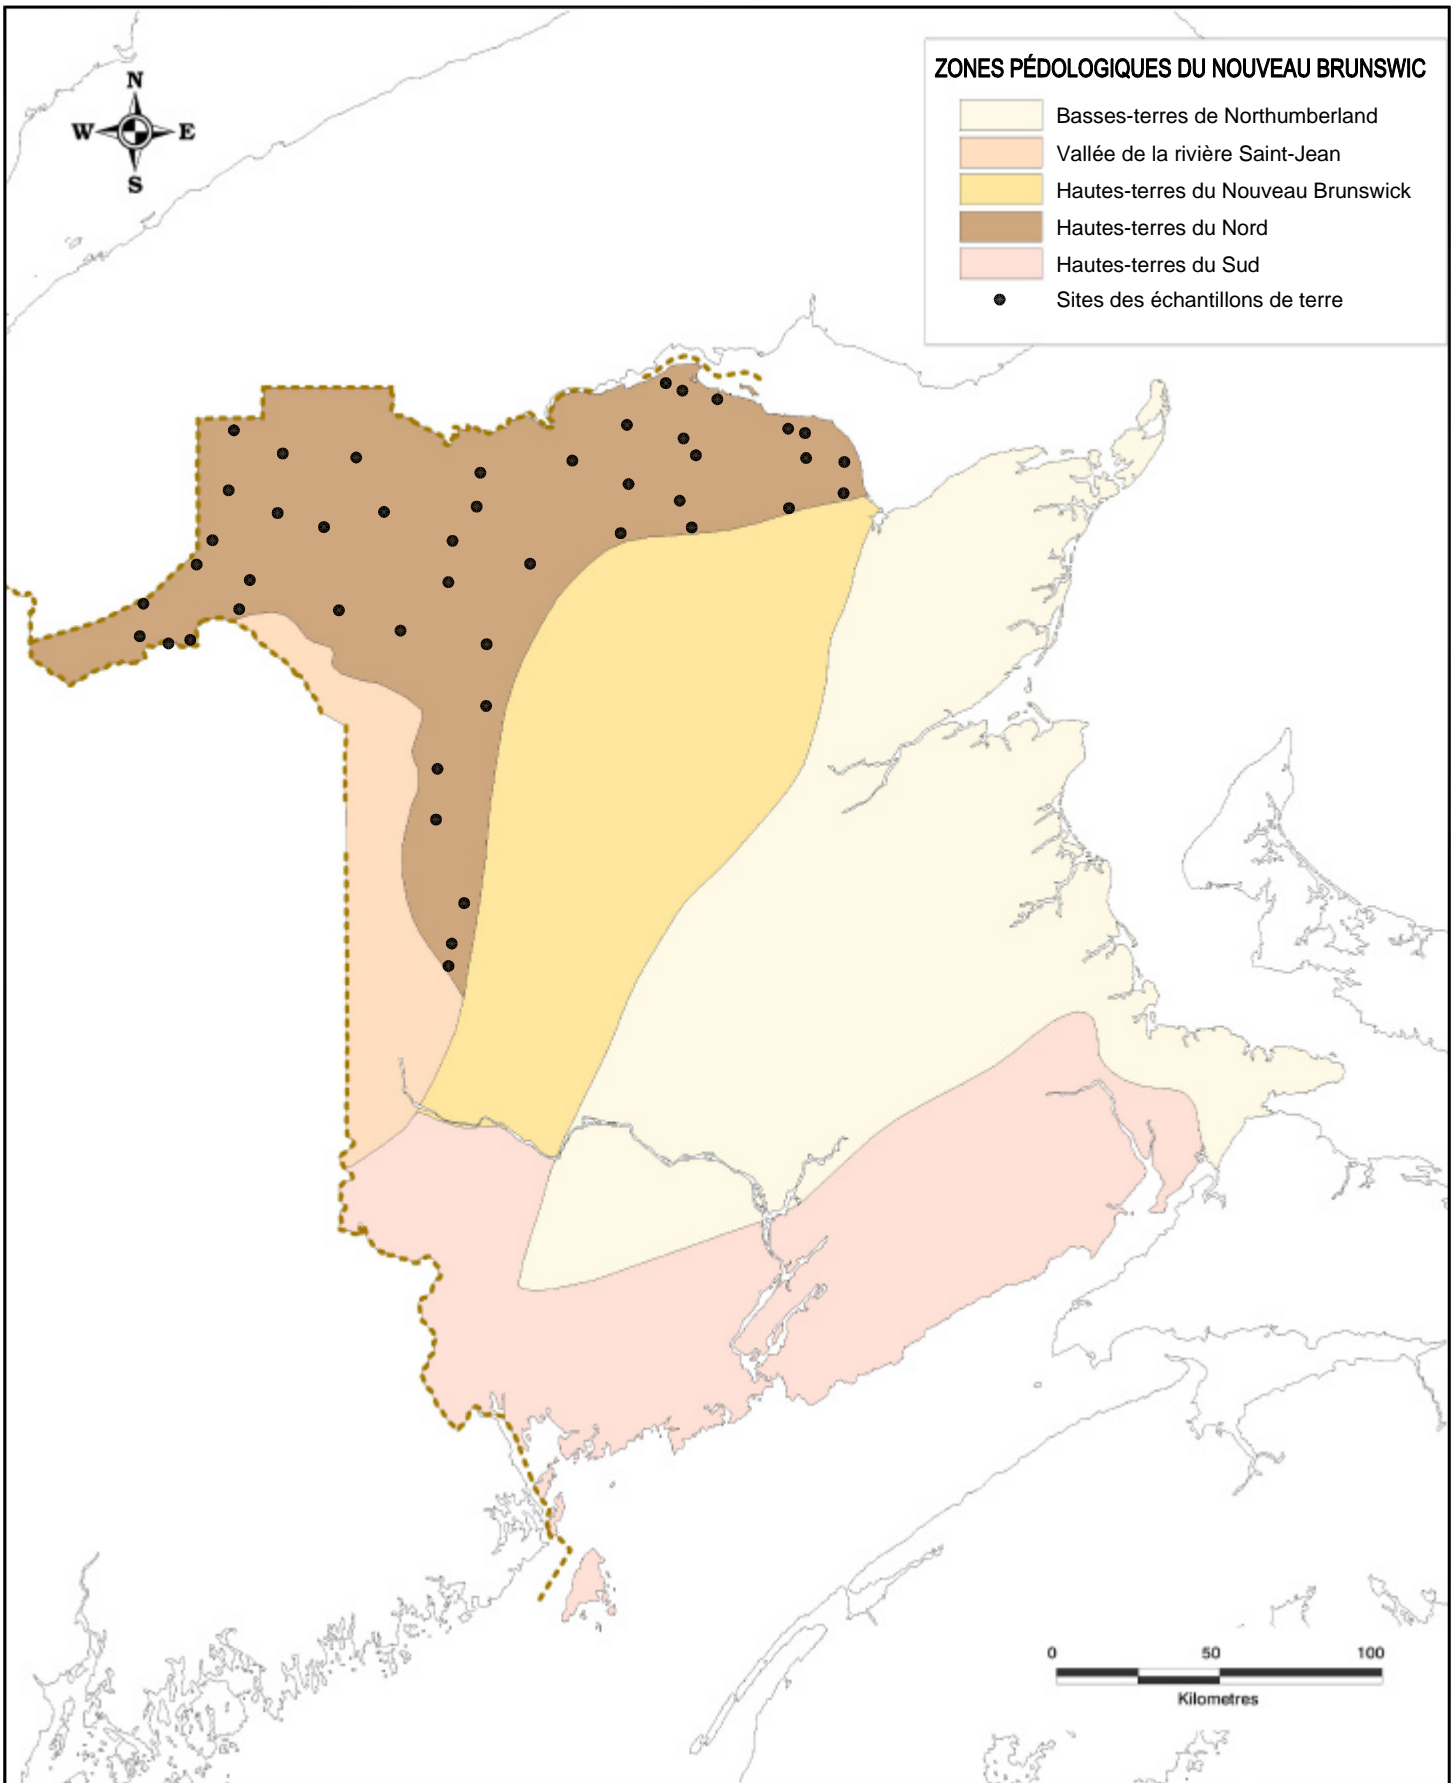 N
W E
S
ZONES PÉDOLOGIQUES DU NOUVEAU BRUNSWIC
Basses-terres de Northumberland
Vallée de la rivière Saint-Jean
Hautes-terres du Nouveau Brunswick
Hautes-terres du Nord
Hautes-terres du Sud
Sites des échantillons de terre
0 50 100
Kilometres